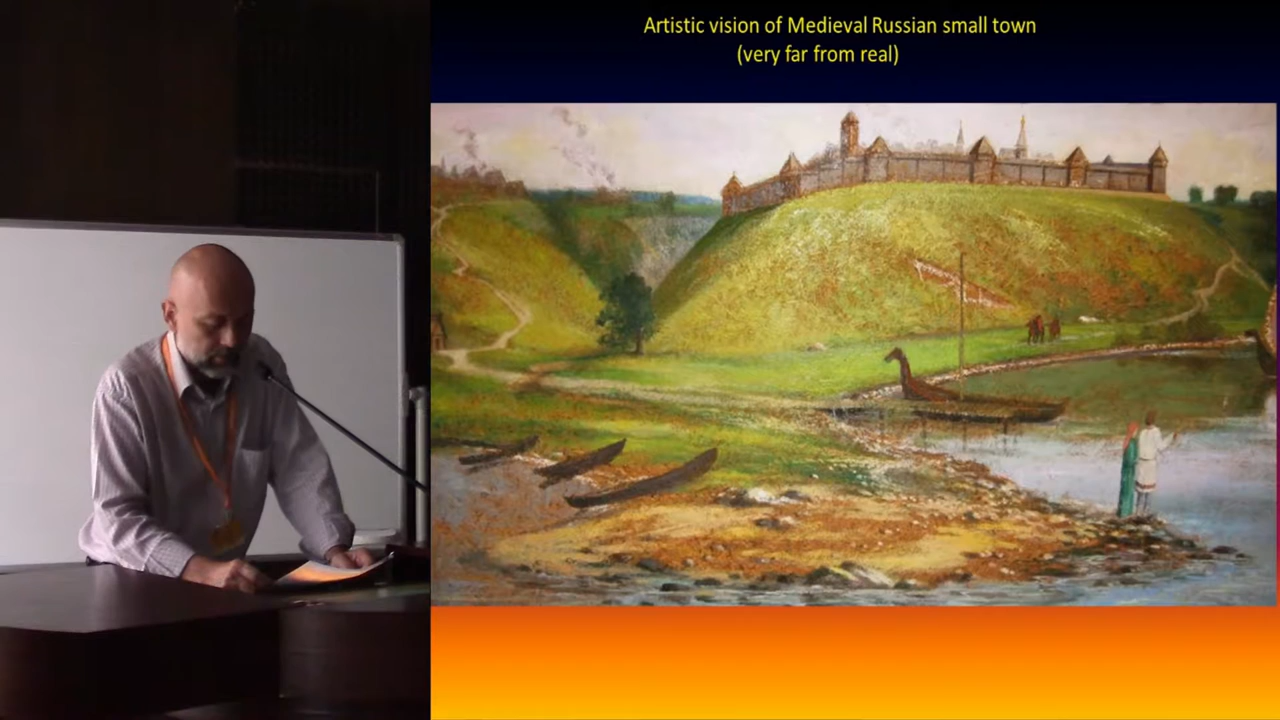 Artistic vision of Medieval Russian small town
(very far from real)